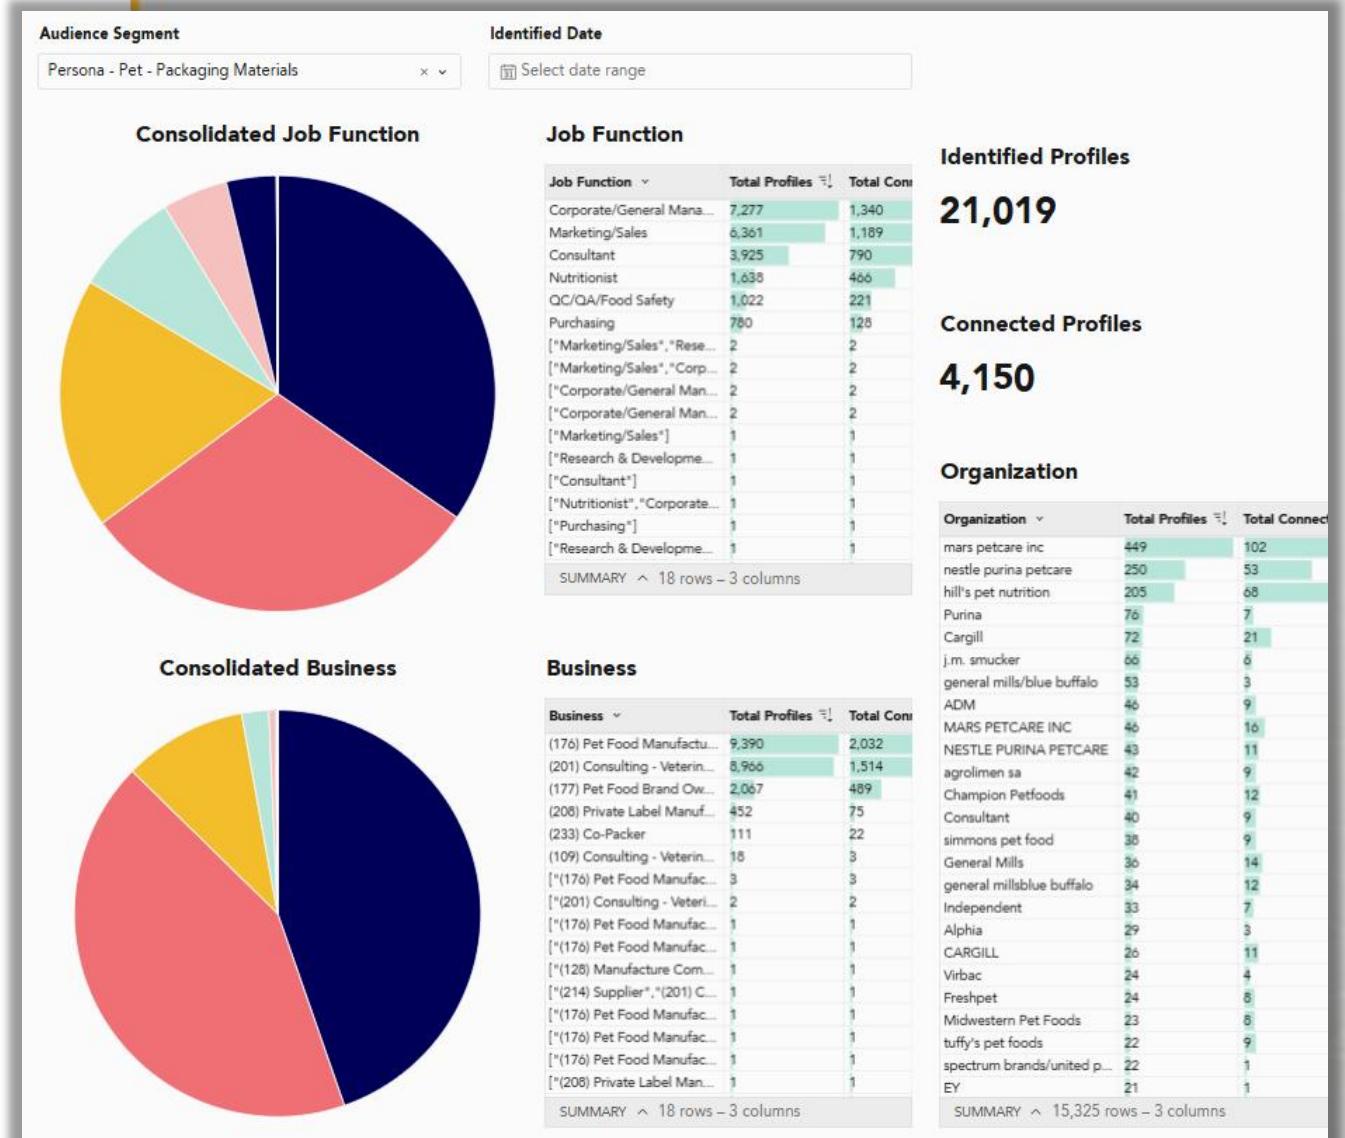 Audience Segment
Persona - Pet - Packaging Materials
Identified Date
Select date range
Consolidated Job Function
Job Function
Job Function Total Profiles Total Conn
Corporate/General Mana... 7,277 1,340
Marketing/Sales 6,361 1,189
Consultant 3,925 790
Nutritionist 1,638 466
QC/QA/Food Safety 1,022 221
Purchasing 780 128
["Marketing/Sales","Rese... 2 2
["Marketing/Sales","Corp... 2 2
["Corporate/General Man... 2 2
["Corporate/General Man... 2 2
["Marketing/Sales"] 1 1
["Research & Developme... 1 1
["Consultant"] 1 1
["Nutritionist","Corporate... 1 1
["Purchasing"] 1 1
["Research & Developme... 1 1
SUMMARY 18 rows – 3 columns
Identified Profiles
21,019
Connected Profiles
4,150
Consolidated Business
Business
Business Total Profiles Total Conn
(176) Pet Food Manufactu... 9,390 2,032
(201) Consulting - Veterin... 8,966 1,514
(177) Pet Food Brand Ow... 2,067 489
(208) Private Label Manuf... 452 75
(233) Co-Packer 111 22
(109) Consulting - Veterin... 18 3
["(176) Pet Food Manufac... 3 3
["(201) Consulting - Veteri... 2 2
["(176) Pet Food Manufac... 1 1
["(176) Pet Food Manufac... 1 1
["(128) Manufacture Com... 1 1
["(214) Supplier","(201) C... 1 1
["(176) Pet Food Manufac... 1 1
["(176) Pet Food Manufac... 1 1
["(176) Pet Food Manufac... 1 1
["(208) Private Label Man... 1 1
SUMMARY 18 rows – 3 columns
Organization
Organization Total Profiles Total Connect
mars petcare inc 449 102
nestle purina petcare 250 53
hill's pet nutrition 205 68
Purina 76 7
Cargill 72 21
j.m. smucker 66 6
general mills/blue buffalo 53 3
ADM 46 9
MARS PETCARE INC 46 16
NESTLE PURINA PETCARE 43 11
agrolimen sa 42 9
Champion Petfoods 41 12
Consultant 40 9
simmons pet food 38 9
General Mills 36 14
general millsblue buffalo 34 12
Independent 33 7
Alphia 29 3
CARGILL 26 11
Virbac 24 4
Freshpet 24 8
Midwestern Pet Foods 23 8
tuffy's pet foods 22 9
spectrum brands/united p... 22 1
EY 21 1
SUMMARY 15,325 rows – 3 columns